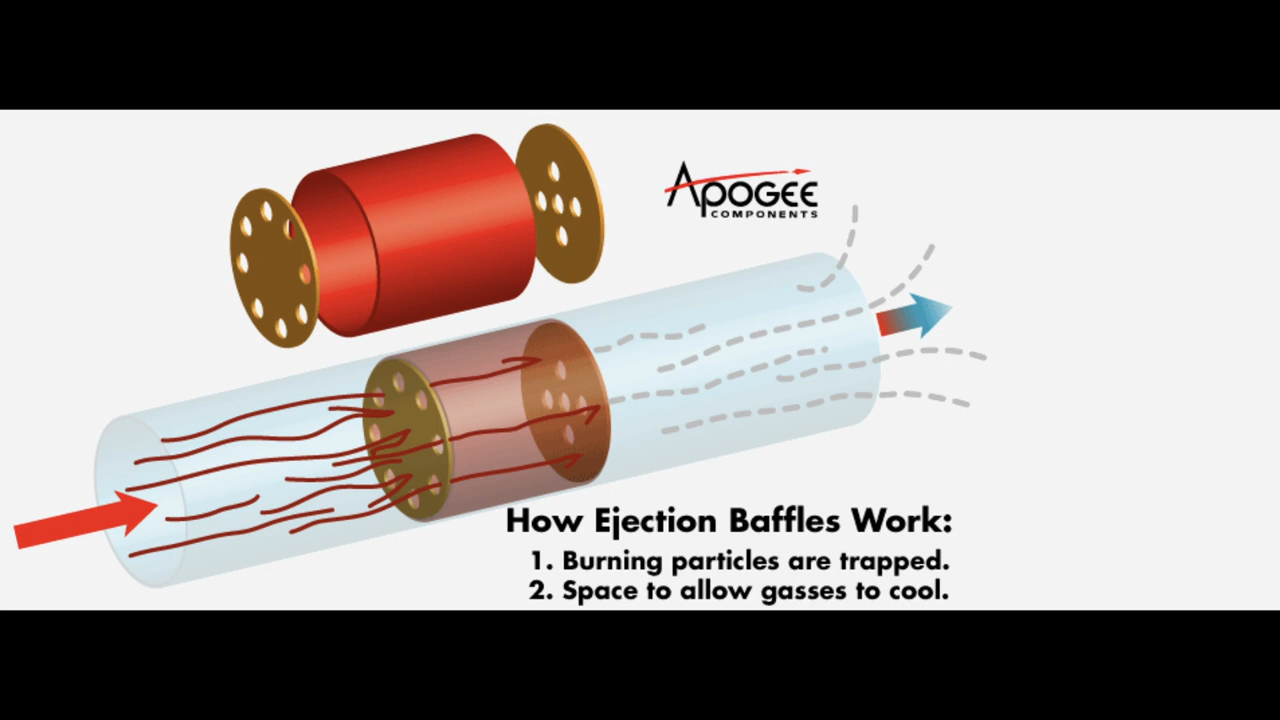 APOGEE
COMPONENTS
How Ejection Baffles Work:
1. Burning particles are trapped.
2. Space to allow gasses to cool.